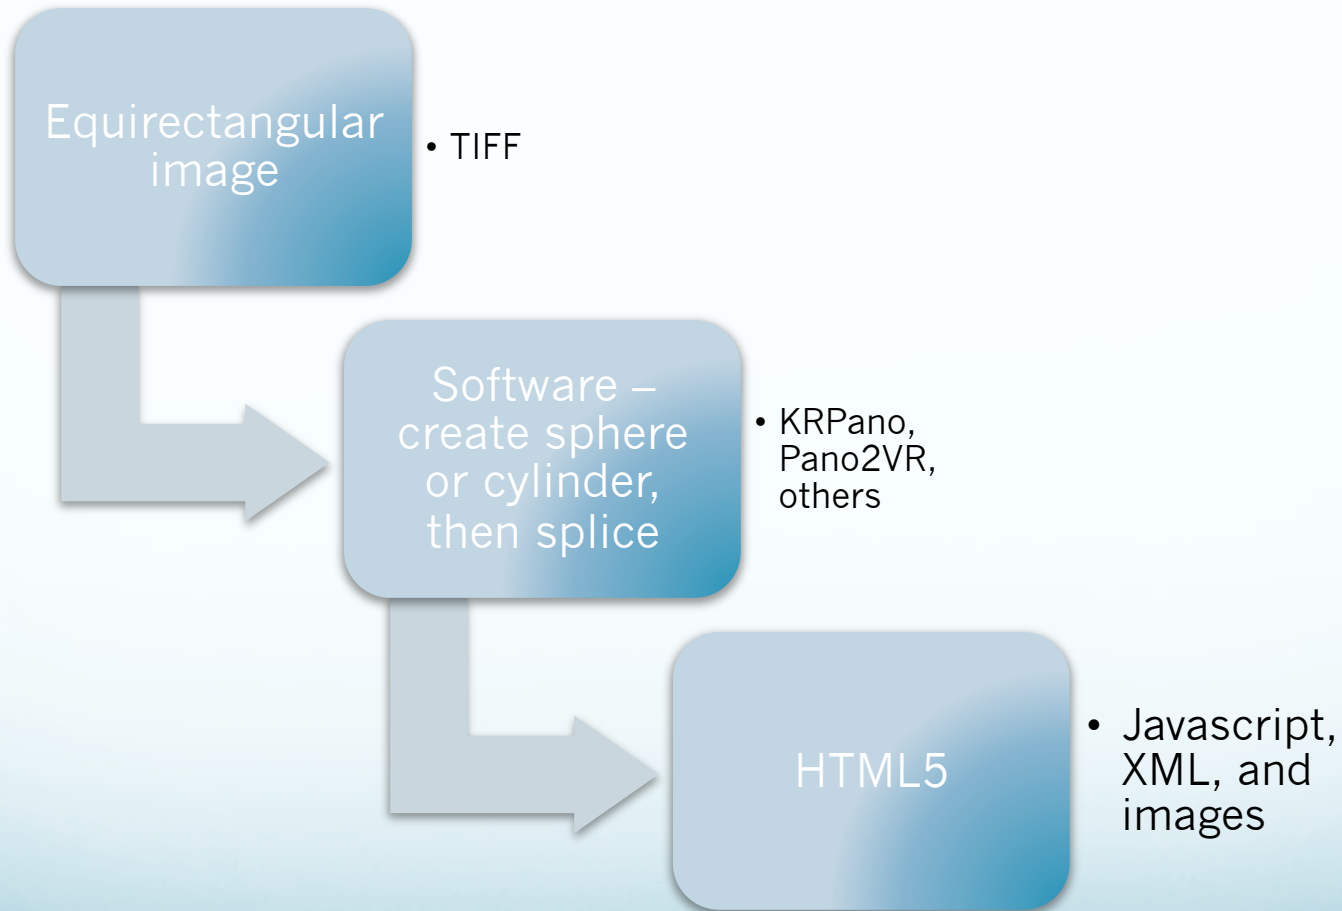 Equirectangular
image
• TIFF
Software –
create sphere
or cylinder,
then splice
• KRPano,
Pano2VR,
others
HTML5
• Javascript,
XML, and
images